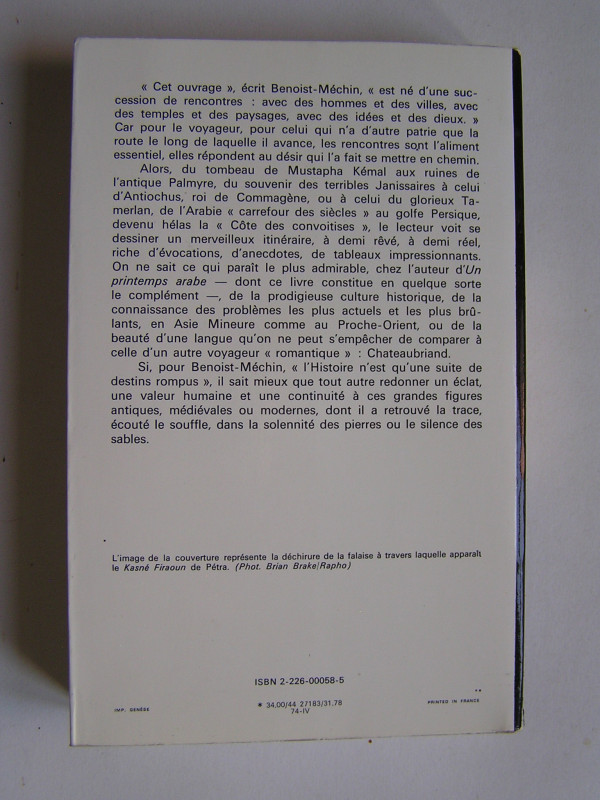 « Cet ouvrage », écrit Benoist-Méchin, « est né d'une suc-
cession de rencontres : avec des hommes et des villes, avec
des temples et des paysages, avec des idées et des dieux. »
Car pour le voyageur, pour celui qui n'a d'autre patrie que la
route le long de laquelle il avance, les rencontres sont l'aliment
essentiel, elles répondent au désir qui l'a fait se mettre en chemin.
Alors, du tombeau de Mustapha Kémal aux ruines de
l'antique Palmyre, du souvenir des terribles Janissaires à celui
d'Antiochus, roi de Commagène, ou à celui du glorieux Ta-
merlan, de l'Arabie « carrefour des siècles » au golfe Persique,
devenu hélas la « Côte des convoitises », le lecteur voit se
dessiner un merveilleux itinéraire, à demi rêvé, à demi réel,
riche d'évocations, d'anecdotes, de tableaux impressionnants.
On ne sait ce qui paraît le plus admirable, chez l'auteur d'Un
printemps arabe — dont ce livre constitue en quelque sorte
le complément —, de la prodigieuse culture historique, de la
connaissance des problèmes les plus actuels et les plus brû-
lants, en Asie Mineure comme au Proche-Orient, ou de la
beauté d'une langue qu'on ne peut s'empêcher de comparer à
celle d'un autre voyageur « romantique » : Chateaubriand.
Si, pour Benoist-Méchin, « l'Histoire n'est qu'une suite de
destins rompus », il sait mieux que tout autre redonner un éclat,
une valeur humaine et une continuité à ces grandes figures
antiques, médiévales ou modernes, dont il a retrouvé la trace,
écouté le souffle, dans la solennité des pierres ou le silence des
sables.
L'image de la couverture représente la déchirure de la falaise à travers laquelle apparaît
le Kasné Firaoun de Pétra. (Phot. Brian Brake/Rapho)
ISBN 2-226-00058-5
* 34,00/44 27183/31.78
74-IV
IMP. GENÈSE
PRINTED IN FRANCE